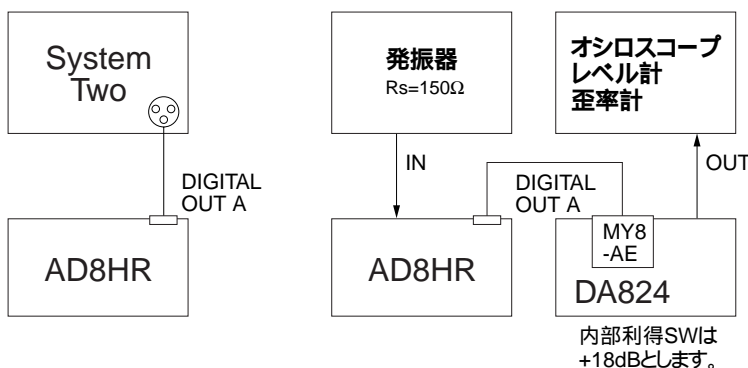 System
Two
DIGITAL
OUT A
AD8HR
発振器
Rs=150Ω
IN
DIGITAL
OUT A
AD8HR
オシロスコープ
レベル計
歪率計
OUT
MY8
-AE
DA824
内部利得SWは
+18dBとします。